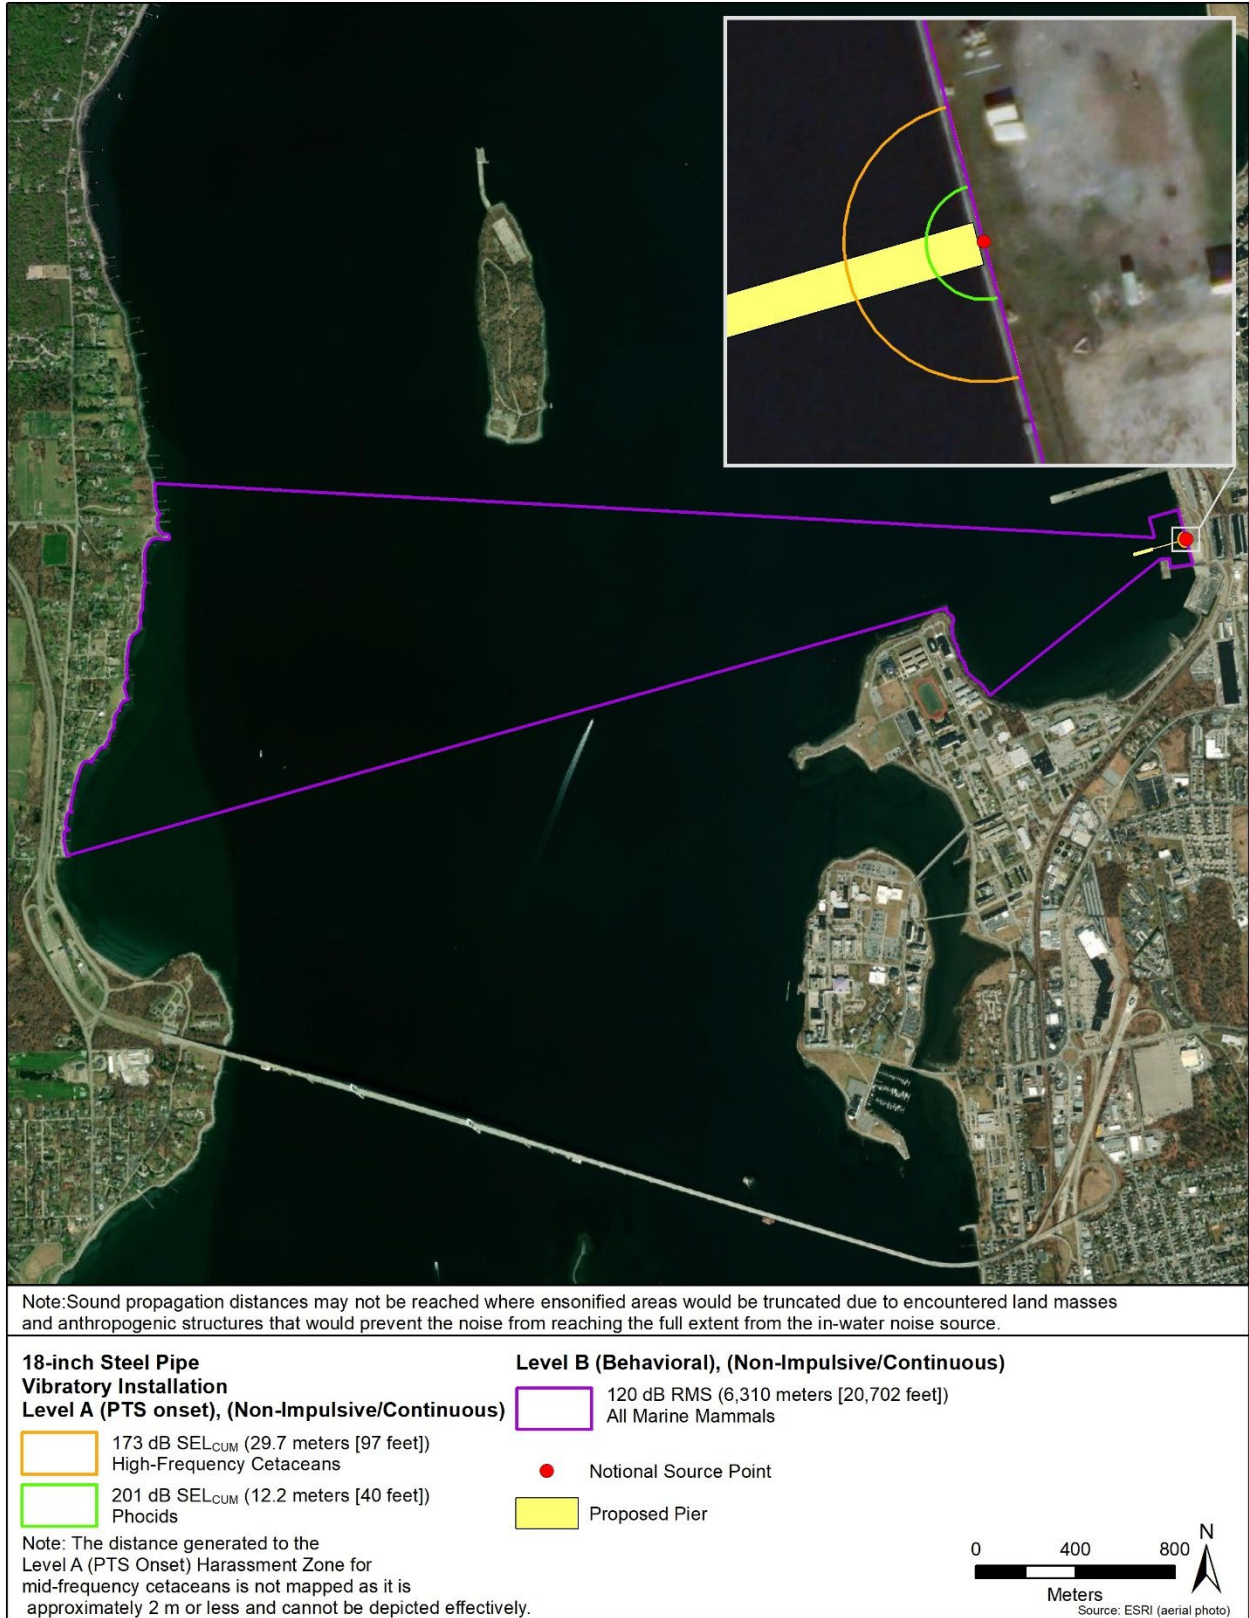 Note:Sound propagation distances may not be reached where ensonified areas would be truncated due to encountered land masses
and anthropogenic structures that would prevent the noise from reaching the full extent from the in-water noise source.
18-inch Steel Pipe
Vibratory Installation
Level A (PTS onset), (Non-Impulsive/Continuous)
173 dB SELCUM (29.7 meters [97 feet])
High-Frequency Cetaceans
201 dB SELCUM (12.2 meters [40 feet])
Phocids
Note: The distance generated to the
Level A (PTS Onset) Harassment Zone for
mid-frequency cetaceans is not mapped as it is
approximately 2 m or less and cannot be depicted effectively.
Level B (Behavioral), (Non-Impulsive/Continuous)
120 dB RMS (6,310 meters [20,702 feet])
All Marine Mammals
Notional Source Point
Proposed Pier
0 400 800
Meters
N
Source: ESRI (aerial photo)